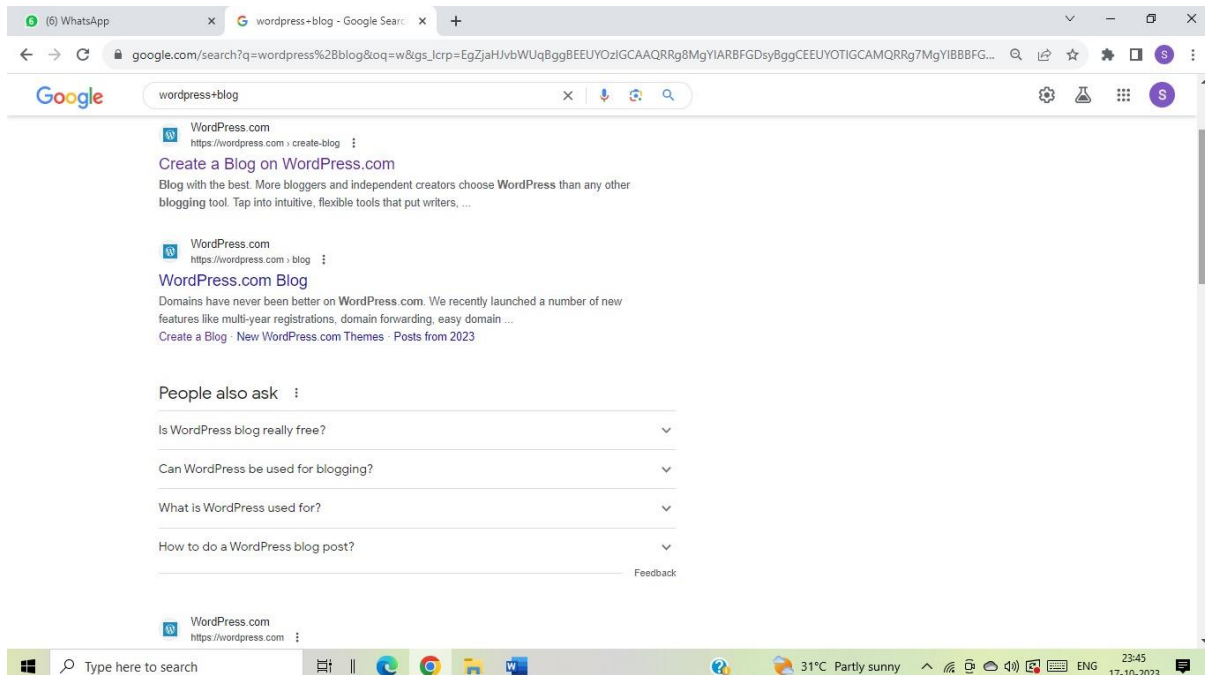 6 (6) WhatsApp
G wordpress+blog - Google Searc
google.com/search?q=wordpress%2Bblog&oq=w&gs_lcrp=EgZjaHJvbWUqBggBEEUYOzIGCAAQRRg8MgYIARBFGDsyBggCEEUYOTIGCAMQRRg7MgYIBBBFG...
S
Google
wordpress+blog
S
WordPress.com
https://wordpress.com › create-blog
Create a Blog on WordPress.com
Blog with the best. More bloggers and independent creators choose WordPress than any other
blogging tool. Tap into intuitive, flexible tools that put writers, ...
WordPress.com
https://wordpress.com › blog
WordPress.com Blog
Domains have never been better on WordPress.com. We recently launched a number of new
features like multi-year registrations, domain forwarding, easy domain ...
Create a Blog · New WordPress.com Themes · Posts from 2023
People also ask
Is WordPress blog really free?
Can WordPress be used for blogging?
What is WordPress used for?
How to do a WordPress blog post?
Feedback
WordPress.com
https://wordpress.com
Type here to search
31°C Partly sunny
ENG
23:45
17-10-2023